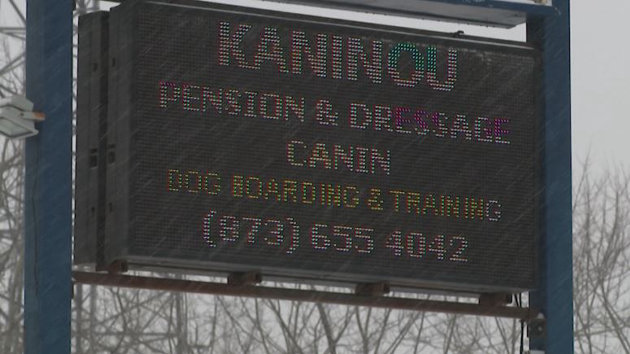 KANINOU
PENSION & DRESSAGE
CANIN
DOG BOARDING & TRAINING
(873) 655 4042